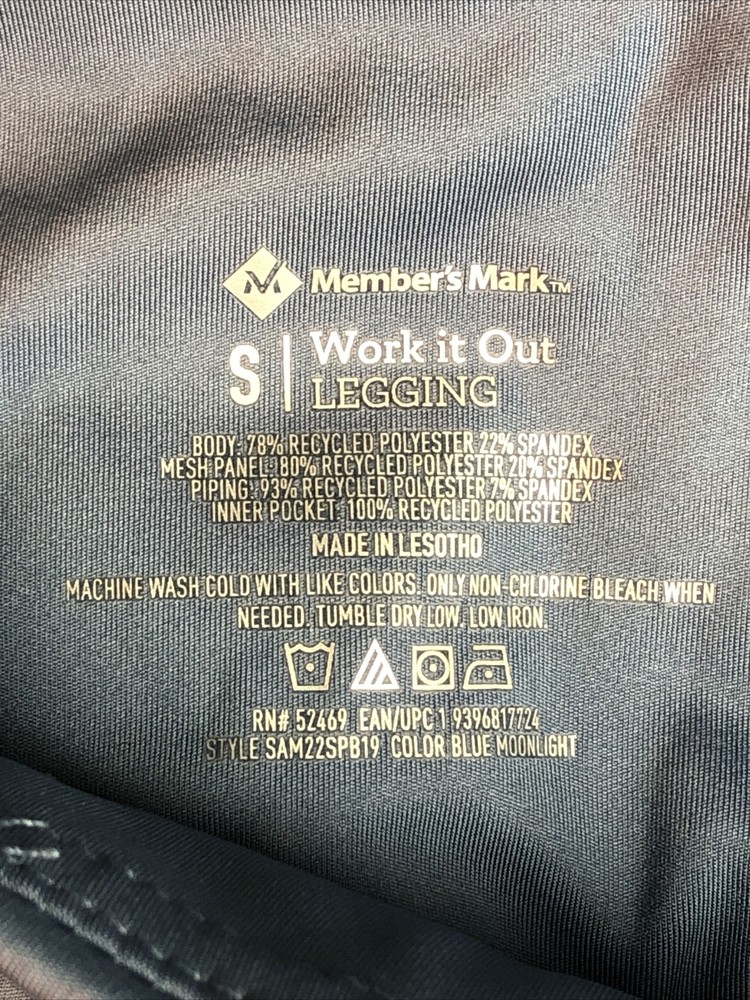 Member's Mark™
S | Work it Out
LEGGING
BODY: 78% RECYCLED POLYESTER 22% SPANDEX
MESH PANEL: 80% RECYCLED POLYESTER 20% SPANDEX
PIPING: 93% RECYCLED POLYESTER 7% SPANDEX
INNER POCKET: 100% RECYCLED POLYESTER
MADE IN LESOTHO
MACHINE WASH COLD WITH LIKE COLORS. ONLY NON-CHLORINE BLEACH WHEN
NEEDED. TUMBLE DRY LOW. LOW IRON.
RN# 52469 EAN/UPC 1 9396817724
STYLE SAM22SPB19 COLOR BLUE MOONLIGHT